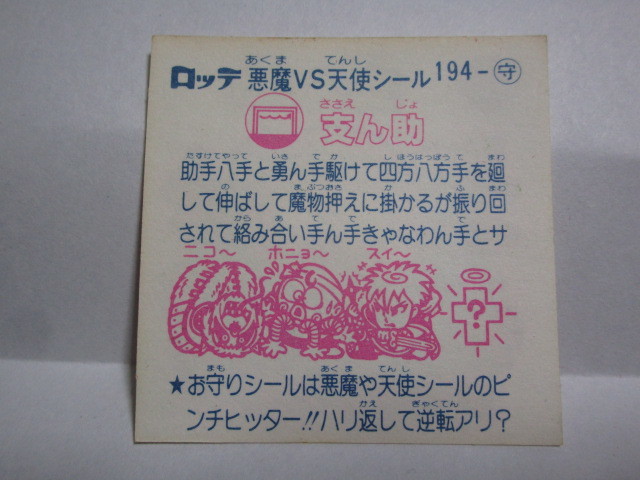 ロッテ 悪魔VS天使シール 194-守
あくま てんし
支ん助
ささえ じょ
たすけてやって いさ でか しほうはっぽうて まわ
助手八手と勇ん手駆けて四方八方手を廻
の まぶつおさ か ふ まわ
して伸ばして魔物押えに掛かるが振り回
から あ て で て
されて絡み合い手ん手きゃなわん手とサ
ニコ〜 ホニョ〜 スイ〜
?
まも あくま てんし
★お守りシールは悪魔や天使シールのピ
かえ ぎゃくてん
ンチヒッター!!ハリ返して逆転アリ?